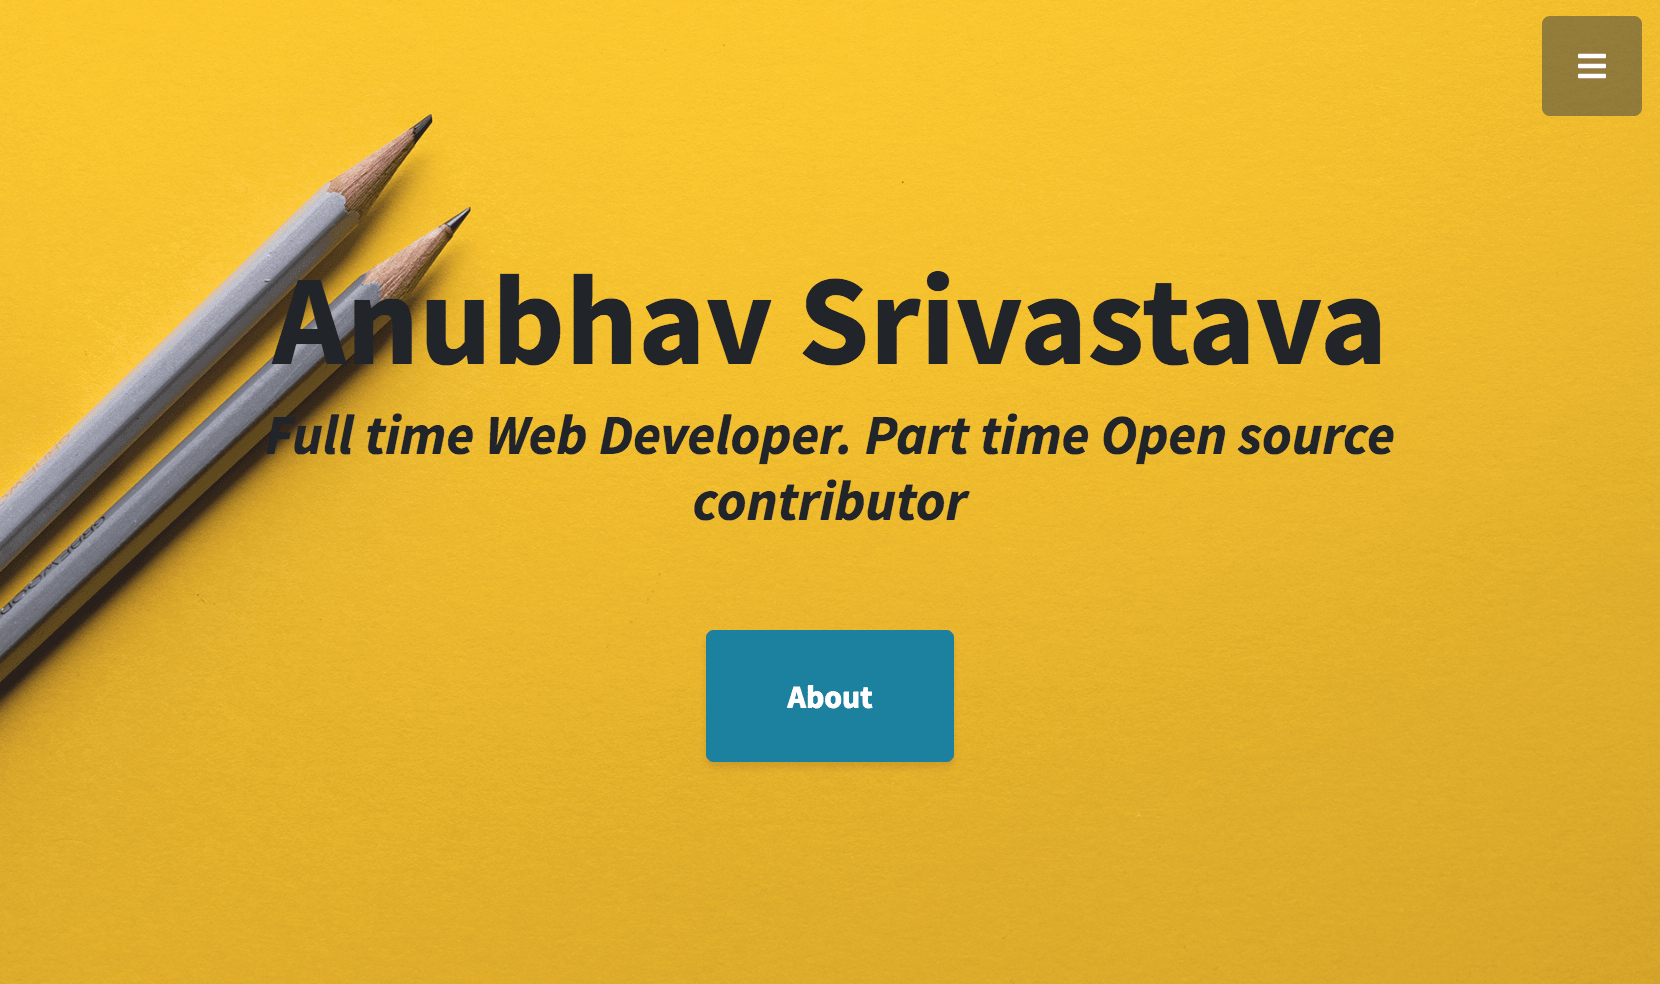 Anubhav Srivastava
Full time Web Developer. Part time Open source
contributor
About